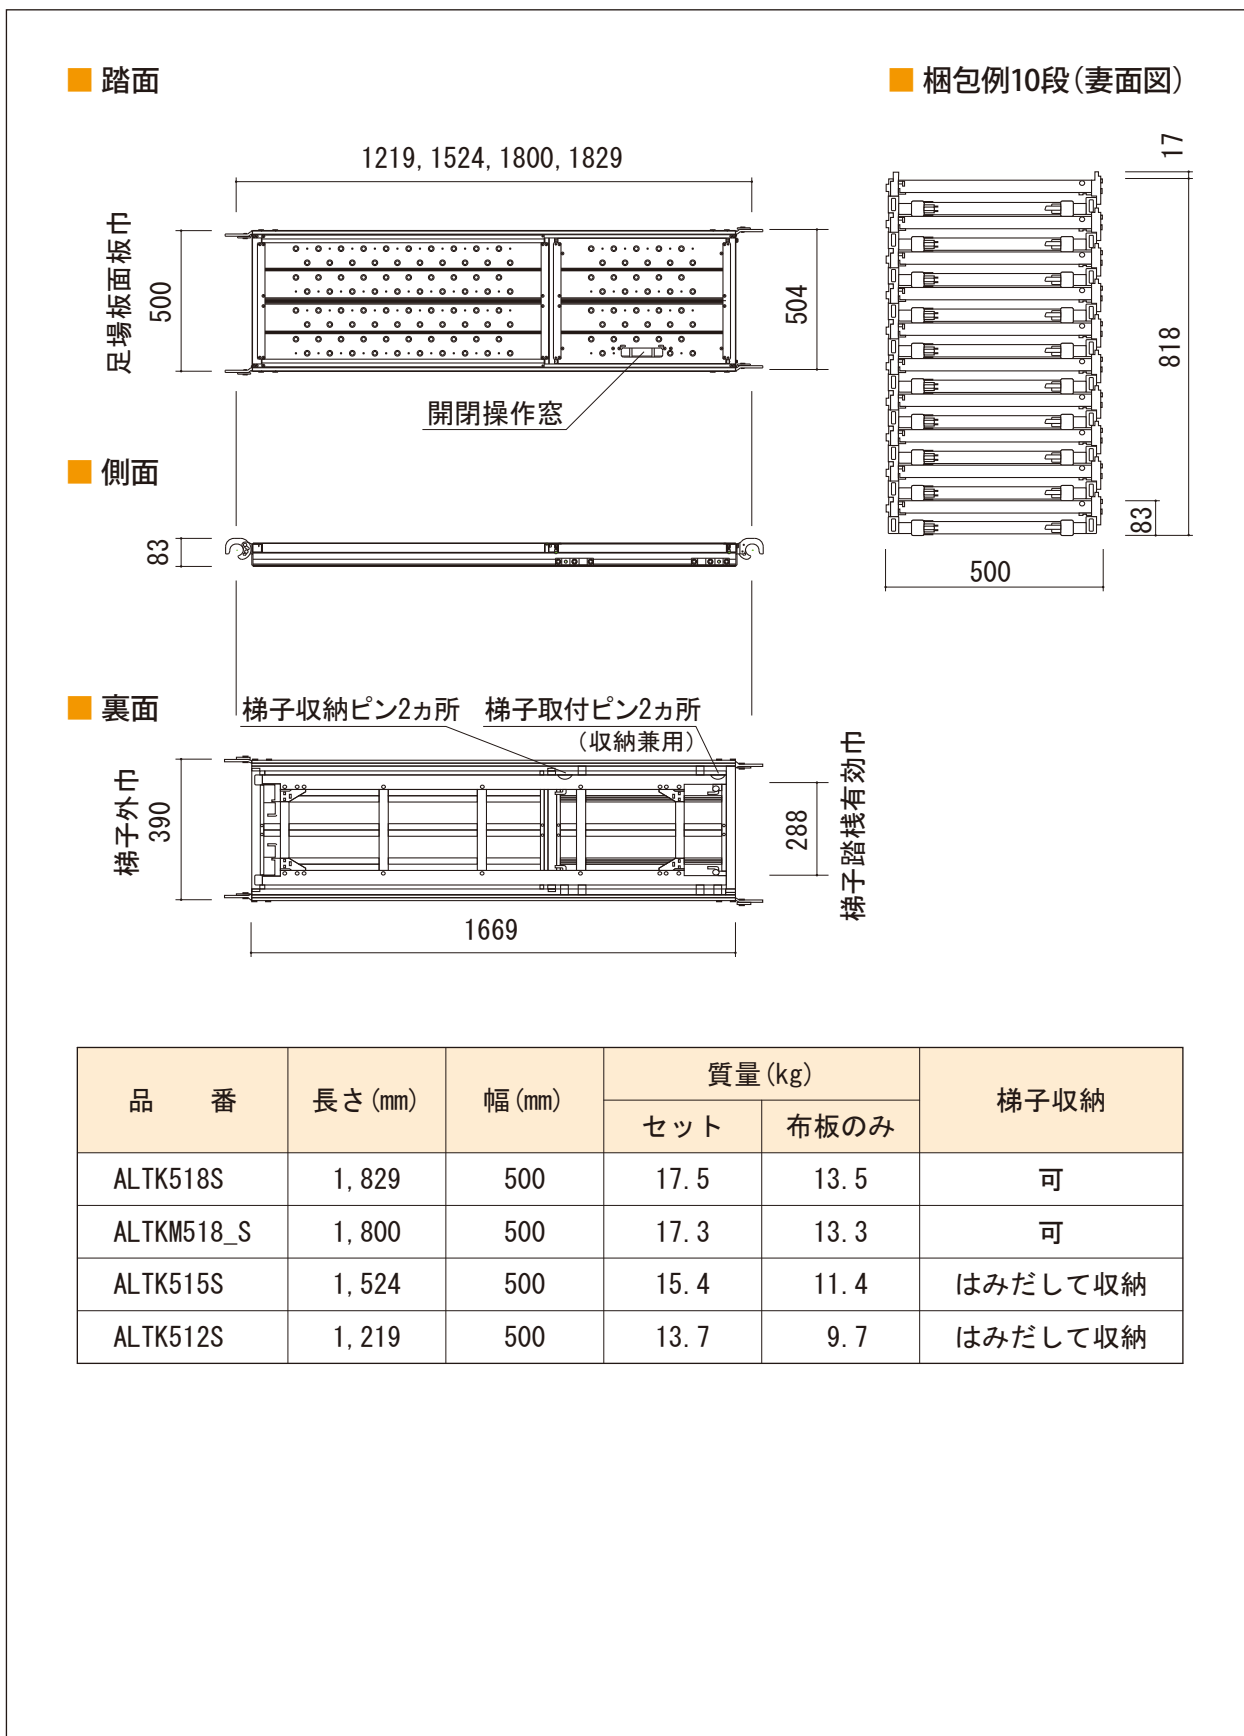 ■ 踏面
1219, 1524, 1800, 1829
足場板面板巾
500
504
開閉操作窓
■ 梱包例10段（妻面図）
17
818
83
500
■ 側面
83
■ 裏面
梯子収納ピン2ヵ所
梯子取付ピン2ヵ所
（収納兼用）
梯子外巾
390
288
梯子踏桟有効巾
1669
品番 長さ(mm) 幅(mm) 質量(kg) 梯子収納
セット 布板のみ
ALTK518S 1,829 500 17.5 13.5 可
ALTKM518_S 1,800 500 17.3 13.3 可
ALTK515S 1,524 500 15.4 11.4 はみだして収納
ALTK512S 1,219 500 13.7 9.7 はみだして収納